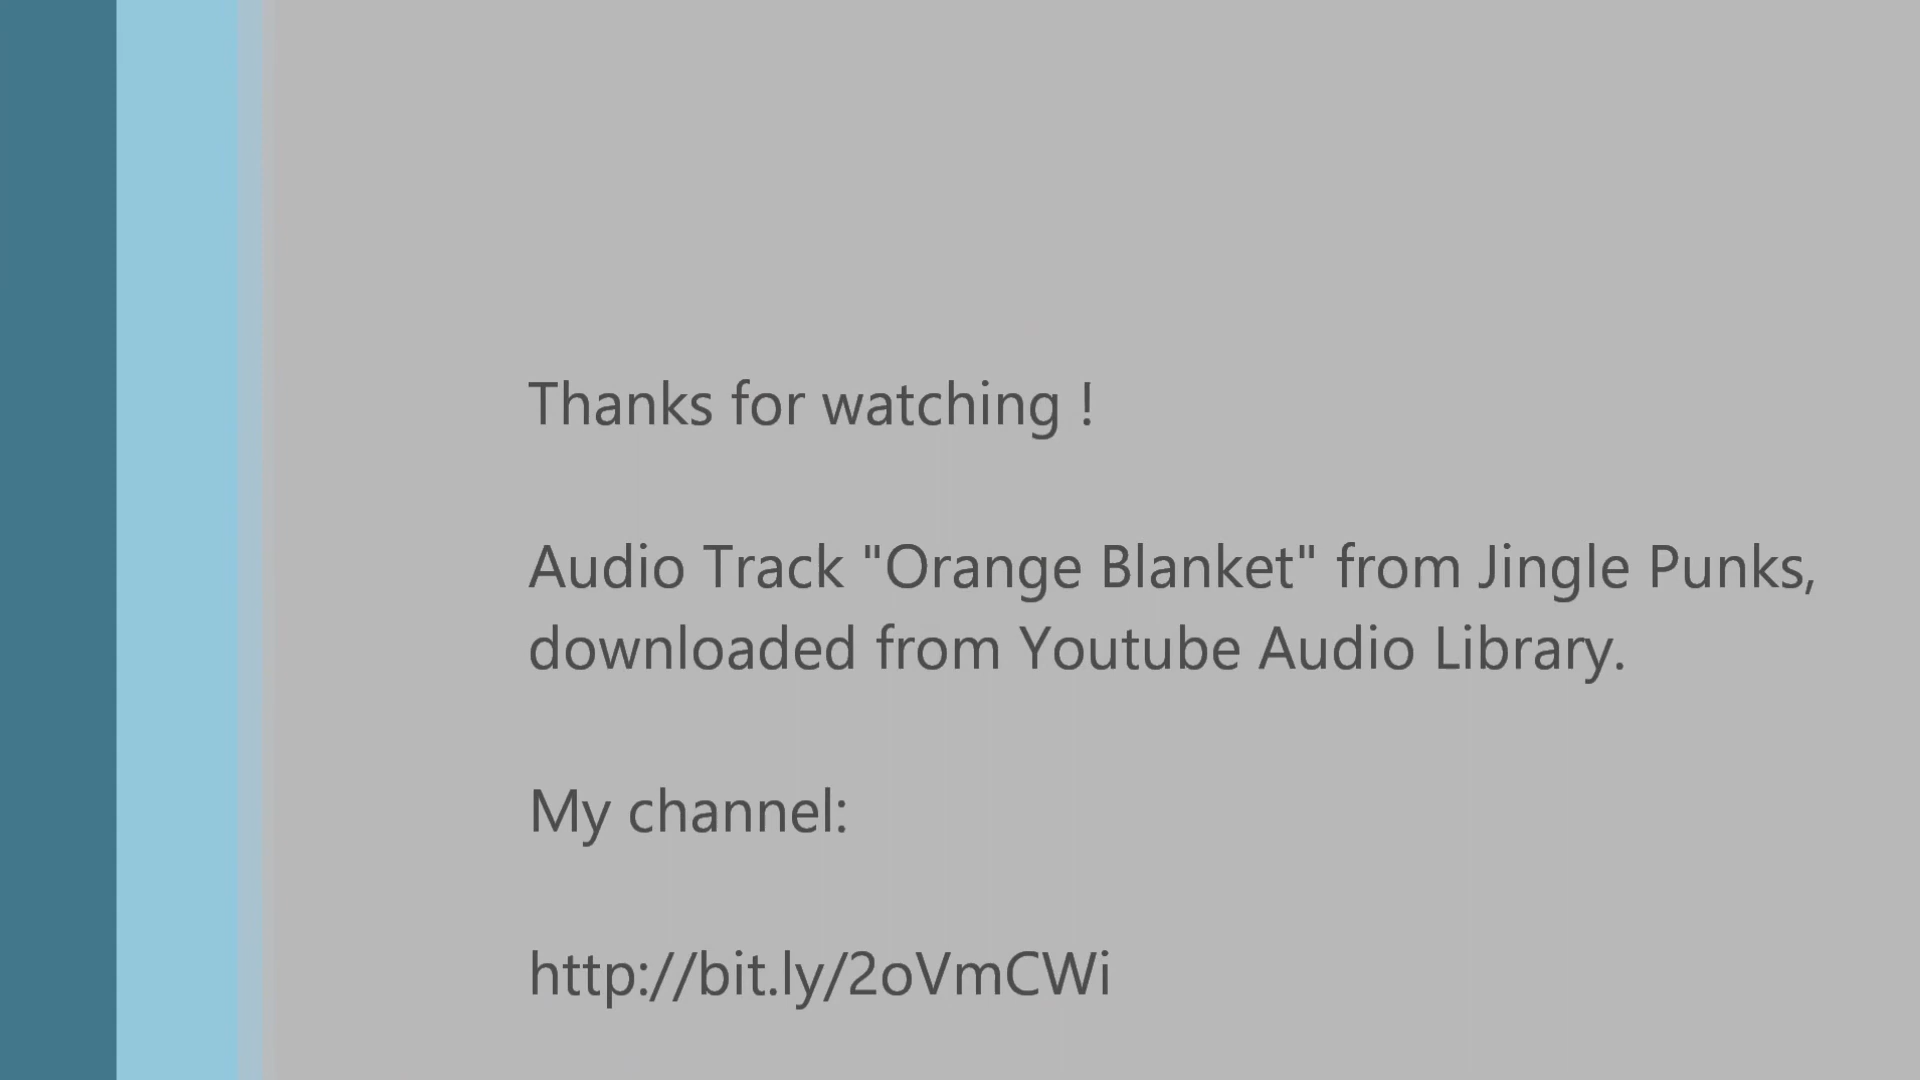 Thanks for watching !
Audio Track "Orange Blanket" from Jingle Punks,
downloaded from Youtube Audio Library.
My channel:
http://bit.ly/2oVmCWi